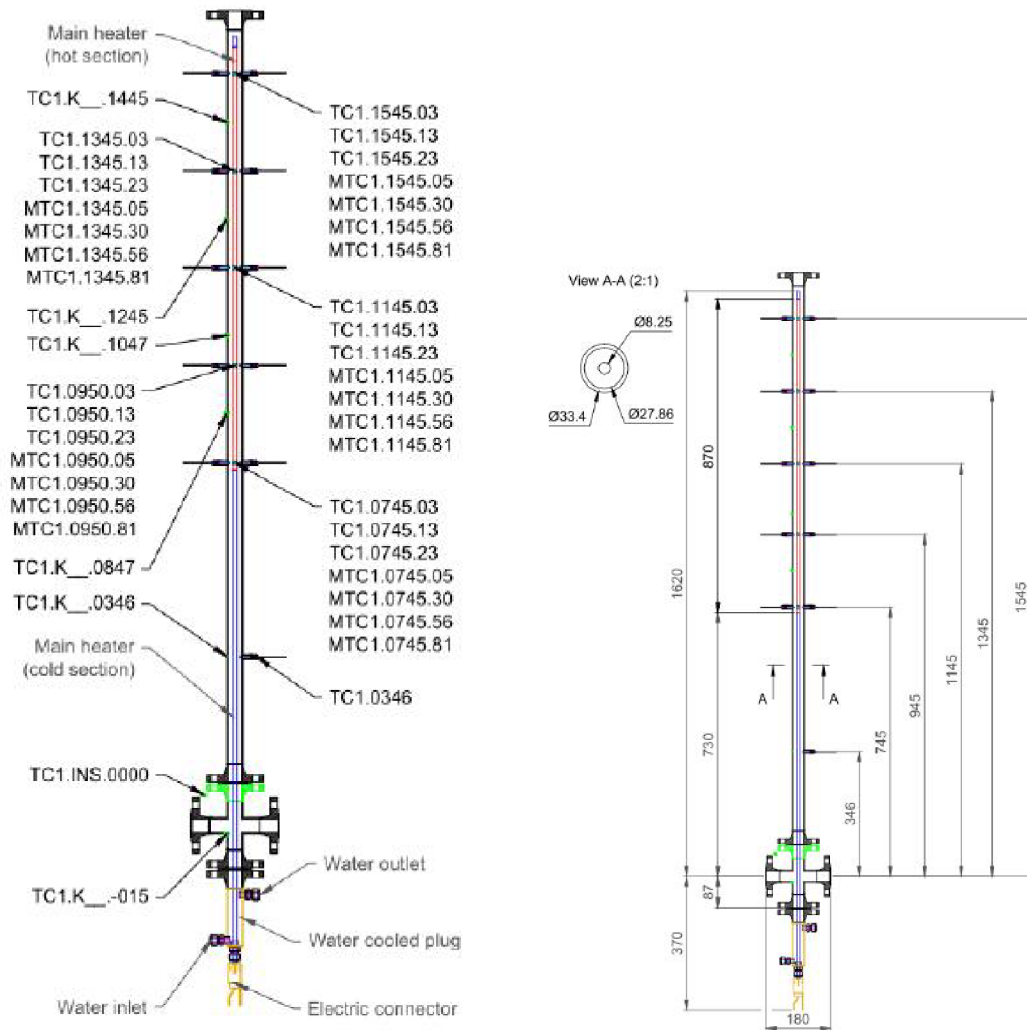 Main heater
(hot section)
TC1.K__.1445
TC1.1345.03
TC1.1345.13
TC1.1345.23
MTC1.1345.05
MTC1.1345.30
MTC1.1345.56
MTC1.1345.81
TC1.K__.1245
TC1.K__.1047
TC1.0950.03
TC1.0950.13
TC1.0950.23
MTC1.0950.05
MTC1.0950.30
MTC1.0950.56
MTC1.0950.81
TC1.K__.0847
TC1.K__.0346
Main heater
(cold section)
TC1.INS.0000
TC1.K__.-015
Water inlet
TC1.1545.03
TC1.1545.13
TC1.1545.23
MTC1.1545.05
MTC1.1545.30
MTC1.1545.56
MTC1.1545.81
TC1.1145.03
TC1.1145.13
TC1.1145.23
MTC1.1145.05
MTC1.1145.30
MTC1.1145.56
MTC1.1145.81
TC1.0745.03
TC1.0745.13
TC1.0745.23
MTC1.0745.05
MTC1.0745.30
MTC1.0745.56
MTC1.0745.81
TC1.0346
Water outlet
Water cooled plug
Electric connector
View A-A (2:1)
Ø8.25
Ø33.4
Ø27.86
870
1620
730
A
A
745
945
1145
1345
1545
346
87
370
180